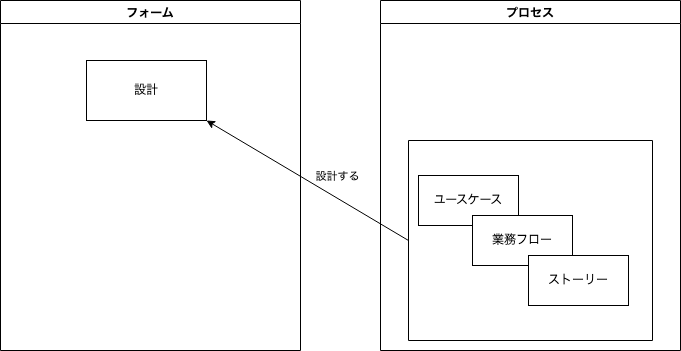 フォーム
プロセス
設計
設計する
ユースケース
業務フロー
ストーリー